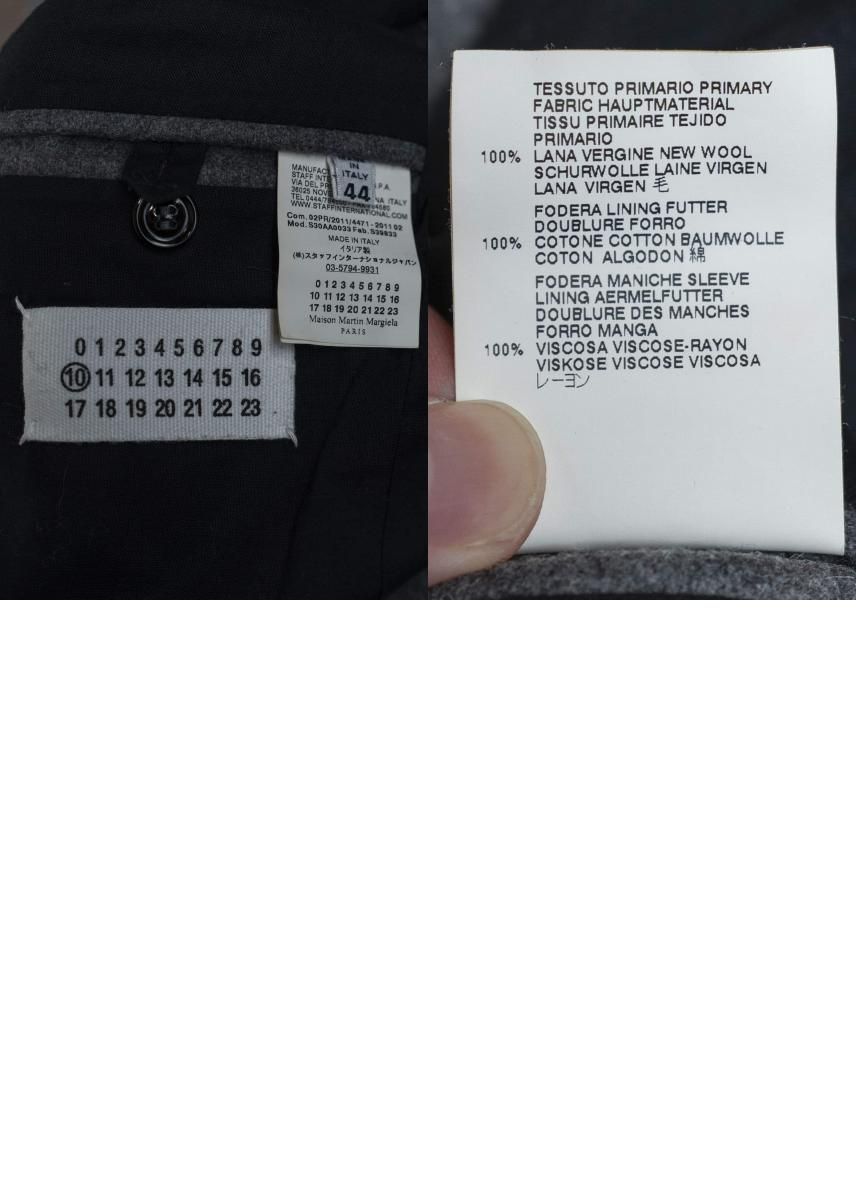 IN
ITALY
44
MANUFAC
STAFF INTE S.P.A.
VIA DEL PR
26025 NOVE NA ITALY
TEL.0444/784
WWW.STAFFINTERNATIONAL.COM
Com.02PR/2011/4471 - 2011 02
Mod.S30AA0033 Fab.S39833
MADE IN ITALY
イタリア製
(株)スタッフインターナショナルジャパン
03-5794-9931
0 1 2 3 4 5 6 7 8 9
10 11 12 13 14 15 16
17 18 19 20 21 22 23
Maison Martin Margiela
PARIS
0 1 2 3 4 5 6 7 8 9
10 11 12 13 14 15 16
17 18 19 20 21 22 23
TESSUTO PRIMARIO PRIMARY
FABRIC HAUPTMATERIAL
TISSU PRIMAIRE TEJIDO
PRIMARIO
100% LANA VERGINE NEW WOOL
SCHURWOLLE LAINE VIRGEN
LANA VIRGEN 毛
FODERA LINING FUTTER
DOUBLURE FORRO
100% COTONE COTTON BAUMWOLLE
COTON ALGODON 綿
FODERA MANICHE SLEEVE
LINING AERMELFUTTER
DOUBLURE DES MANCHES
FORRO MANGA
100% VISCOSA VISCOSE-RAYON
VISKOSE VISCOSE VISCOSA
レーヨン